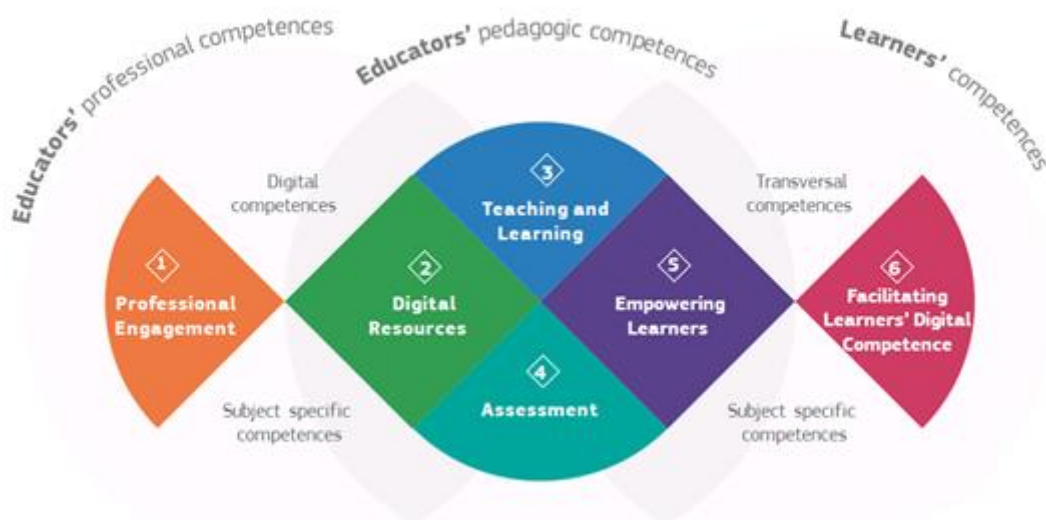 Educators' professional competences
Educators' pedagogic competences
Learners' competences
Digital
competences
Transversal
competences
3
Teaching and
Learning
1
Professional
Engagement
2
Digital
Resources
5
Empowering
Learners
6
Facilitating
Learners' Digital
Competence
4
Assessment
Subject specific
competences
Subject specific
competences